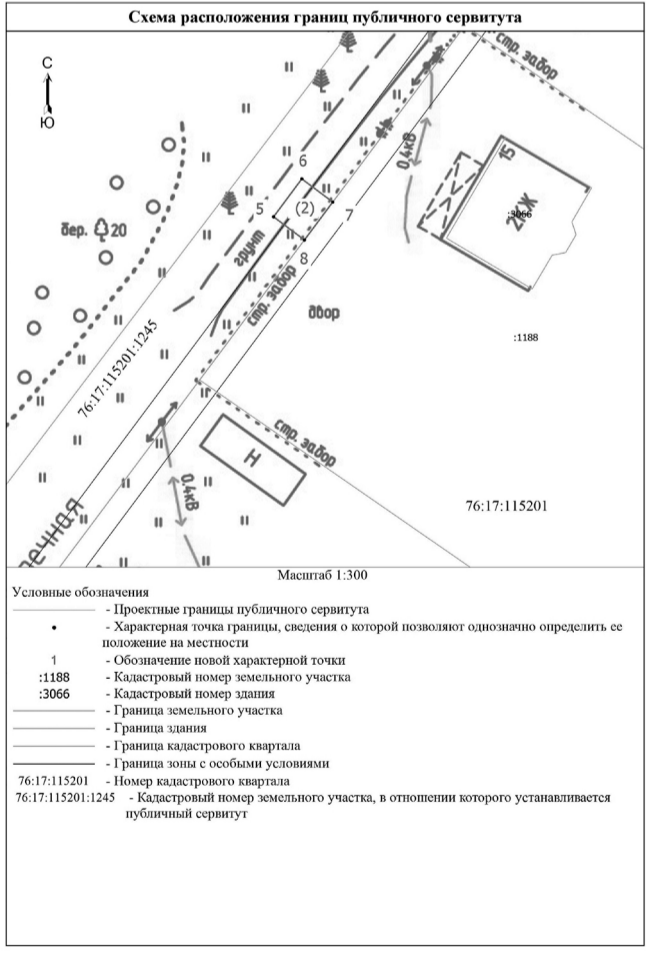 Схема расположения границ публичного сервитута
С
Ю
стр. забор
0.4кВ
15
2КЖ
:3066
6
5
(2)
7
8
бер. 20
грунт
стр. забор
двор
:1188
76:17:115201:1245
стр. забор
Н
0.4кВ
76:17:115201
ечная
Масштаб 1:300
Условные обозначения
- Проектные границы публичного сервитута
- Характерная точка границы, сведения о которой позволяют однозначно определить ее
положение на местности
1 - Обозначение новой характерной точки
:1188 - Кадастровый номер земельного участка
:3066 - Кадастровый номер здания
- Граница земельного участка
- Граница здания
- Граница кадастрового квартала
- Граница зоны с особыми условиями
76:17:115201 - Номер кадастрового квартала
76:17:115201:1245 - Кадастровый номер земельного участка, в отношении которого устанавливается
публичный сервитут